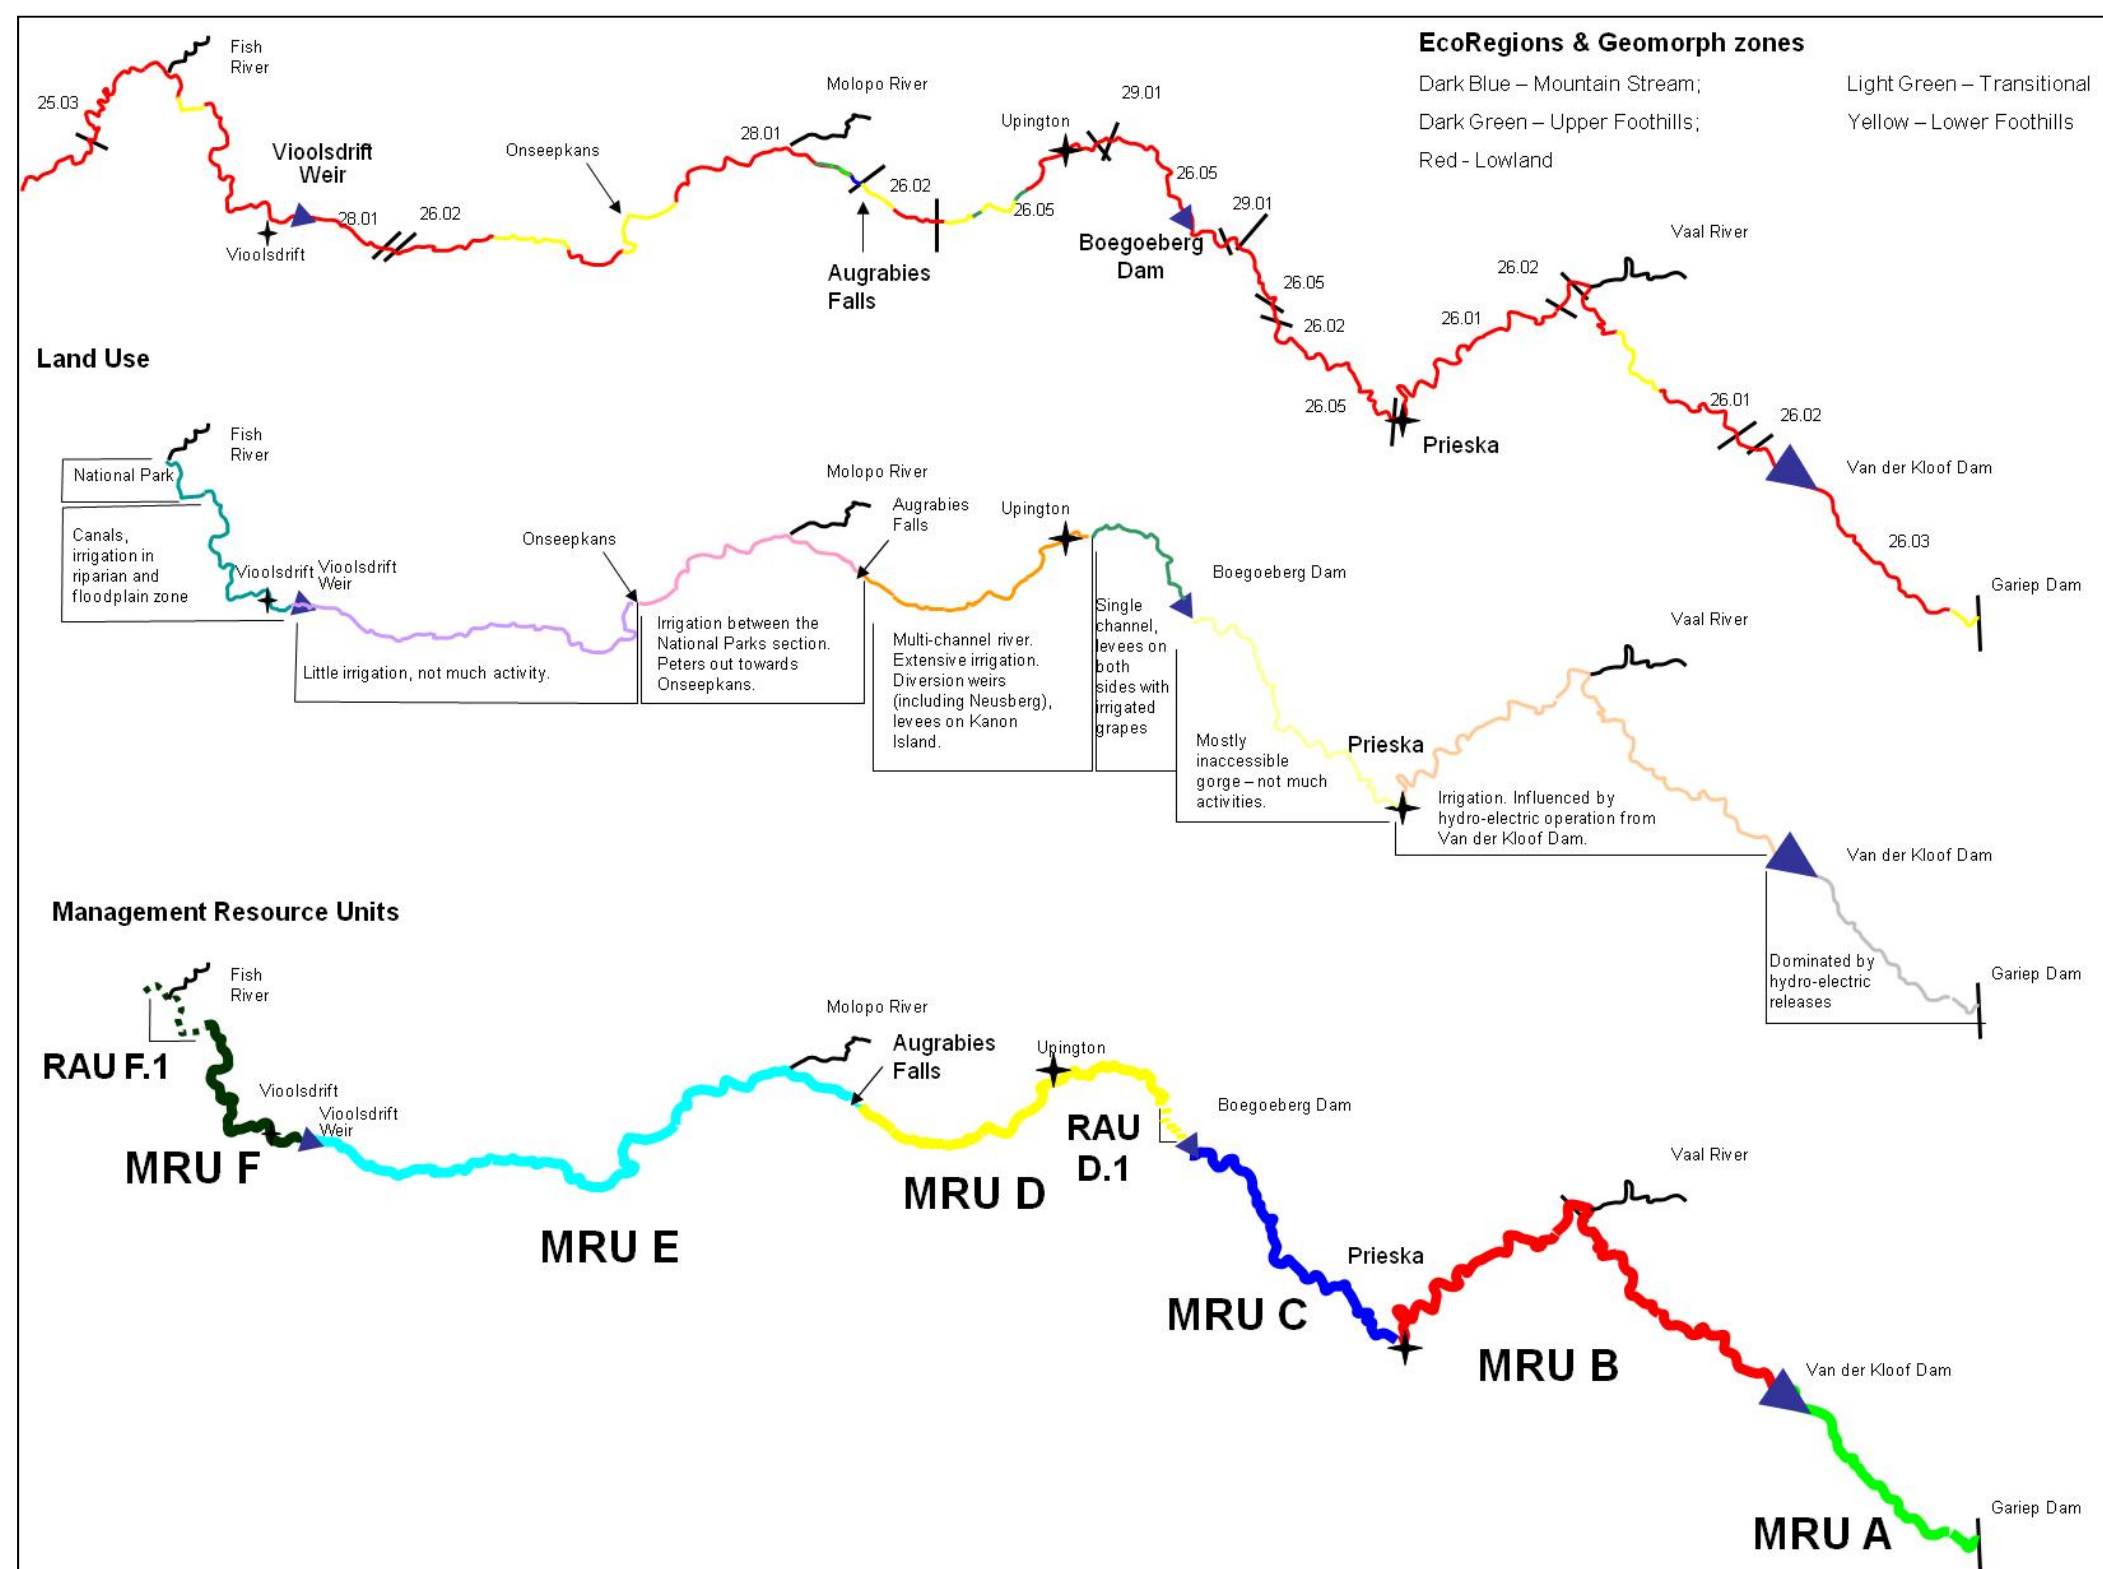 EcoRegions & Geomorph zones
Dark Blue – Mountain Stream;
Light Green – Transitional
Dark Green – Upper Foothills;
Yellow – Lower Foothills
Red - Lowland
Fish
River
25.03
Vioolsdrift
Weir
Vioolsdrift
28.01
26.02
Onseepkans
28.01
Molopo River
26.02
Augrabies
Falls
26.05
Upington
29.01
26.05
Boegoeberg
Dam
29.01
26.05
26.02
26.05
Prieska
26.01
26.02
Vaal River
26.01
26.02
Van der Kloof Dam
26.03
Gariep Dam
Land Use
Fish
River
National Park
Canals,
irrigation in
riparian and
floodplain zone
Vioolsdrift
Vioolsdrift
Weir
Little irrigation, not much activity.
Onseepkans
Irrigation between the
National Parks section.
Peters out towards
Onseepkans.
Molopo River
Augrabies
Falls
Multi-channel river.
Extensive irrigation.
Diversion weirs
(including Neusberg),
levees on Kanon
Island.
Upington
Single
channel,
levees on
both
sides with
irrigated
grapes
Boegoeberg Dam
Mostly
inaccessible
gorge – not much
activities.
Prieska
Vaal River
Irrigation. Influenced by
hydro-electric operation from
Van der Kloof Dam.
Van der Kloof Dam
Dominated by
hydro-electric
releases
Gariep Dam
Management Resource Units
Fish
River
RAU F.1
Vioolsdrift
Vioolsdrift
Weir
MRU F
MRU E
Molopo River
Augrabies
Falls
MRU D
Upington
RAU
D.1
Boegoeberg Dam
MRU C
Prieska
Vaal River
MRU B
Van der Kloof Dam
MRU A
Gariep Dam